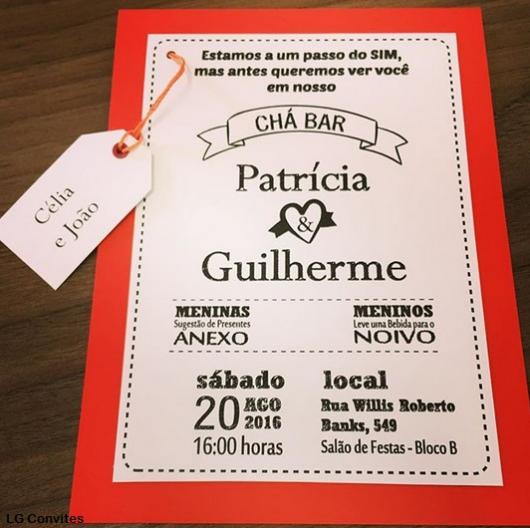 Estamos a um passo do SIM,
mas antes queremos ver você
em nosso
CHÁ BAR
Patrícia
&
Guilherme
MENINAS
Sugestão de Presentes
ANEXO
MENINOS
Leve uma Bebida para o
NOIVO
sábado
20 AGO
2016
16:00 horas
local
Rua Willis Roberto
Banks, 549
Salão de Festas - Bloco B
Célia
e João
LG Convites